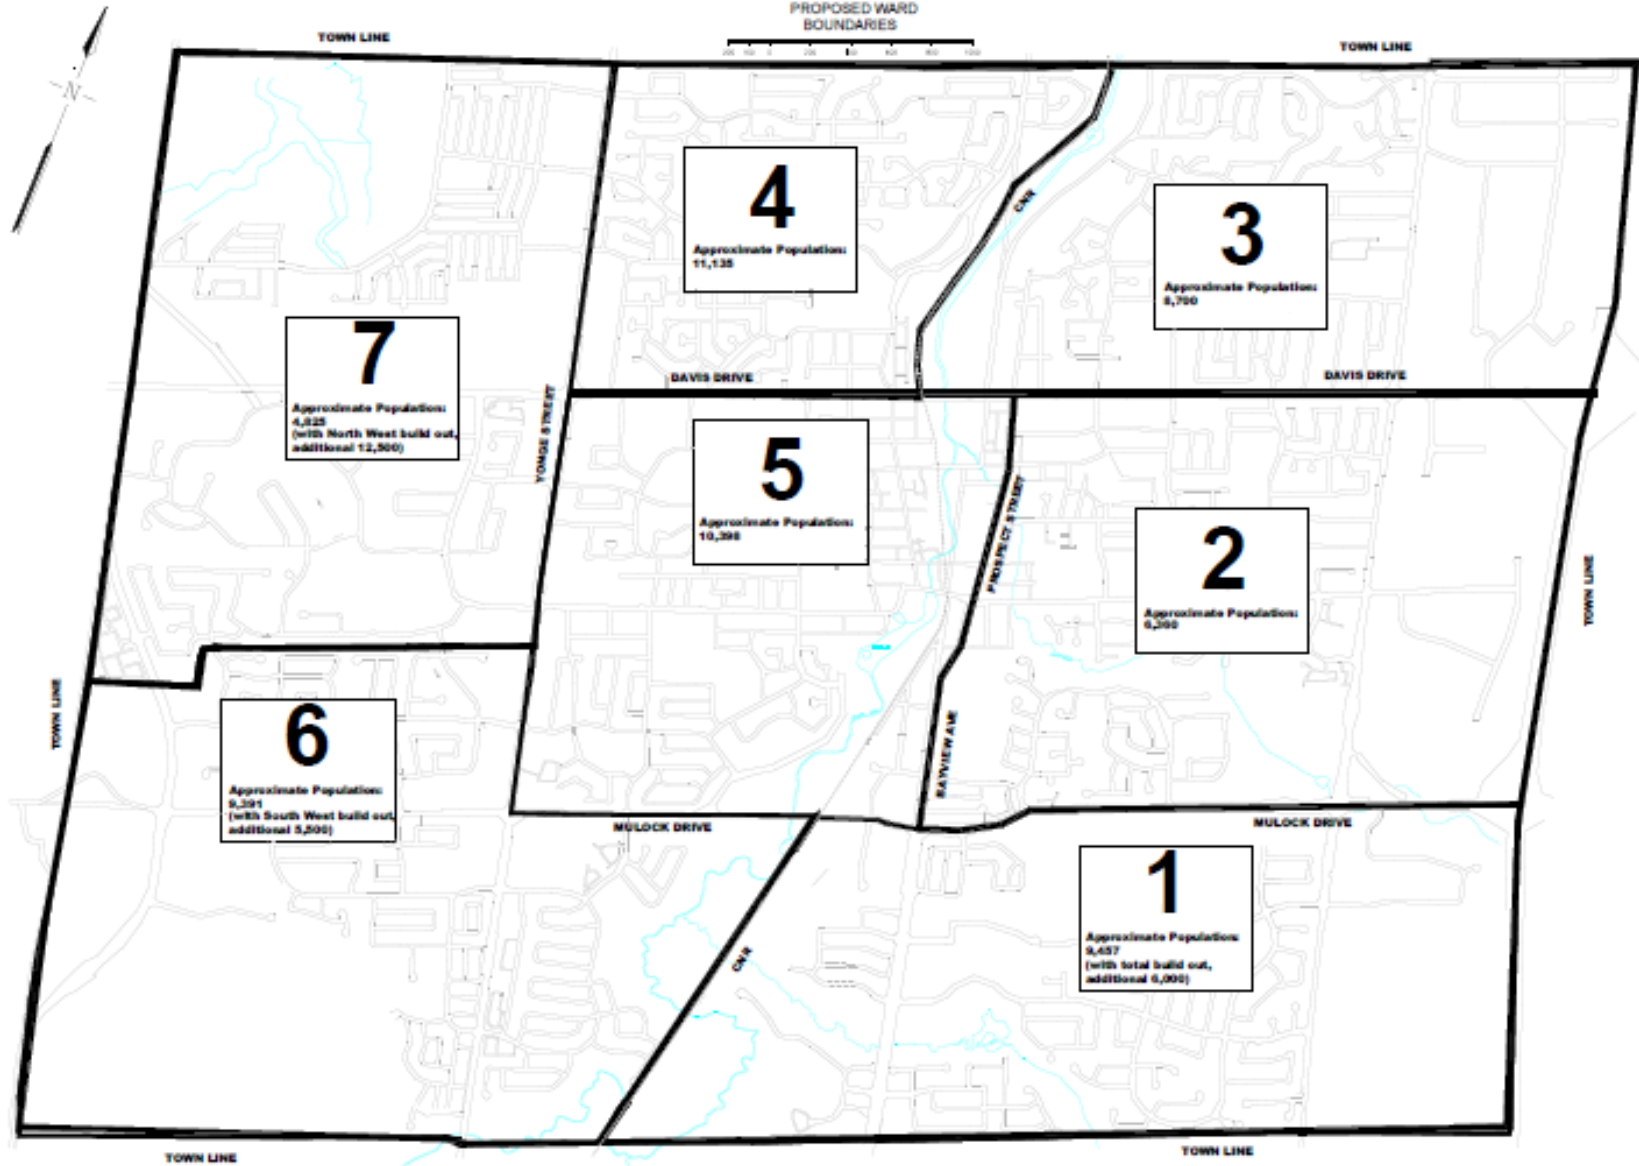 PROPOSED WARD
BOUNDARIES
TOWN LINE
TOWN LINE
N
4
Approximate Population:
11,135
CNR
3
Approximate Population:
8,700
7
Approximate Population:
4,825
(with North West build out,
additional 12,500)
YONGE STREET
DAVIS DRIVE
DAVIS DRIVE
5
Approximate Population:
10,398
PROSPECT STREET
2
Approximate Population:
TOWN LINE
TOWN LINE
6
Approximate Population:
9,391
(with South West build out,
additional 5,500)
BAYVIEW AVE
MULOCK DRIVE
MULOCK DRIVE
1
Approximate Population:
9,457
(with total build out,
additional 6,000)
CNR
TOWN LINE
TOWN LINE